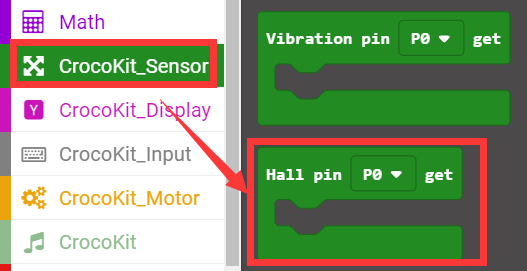 Math
CrocoKit_Sensor
Y CrocoKit_Display
CrocoKit_Input
CrocoKit_Motor
CrocoKit
Vibration pin P0 get
Hall pin P0 get